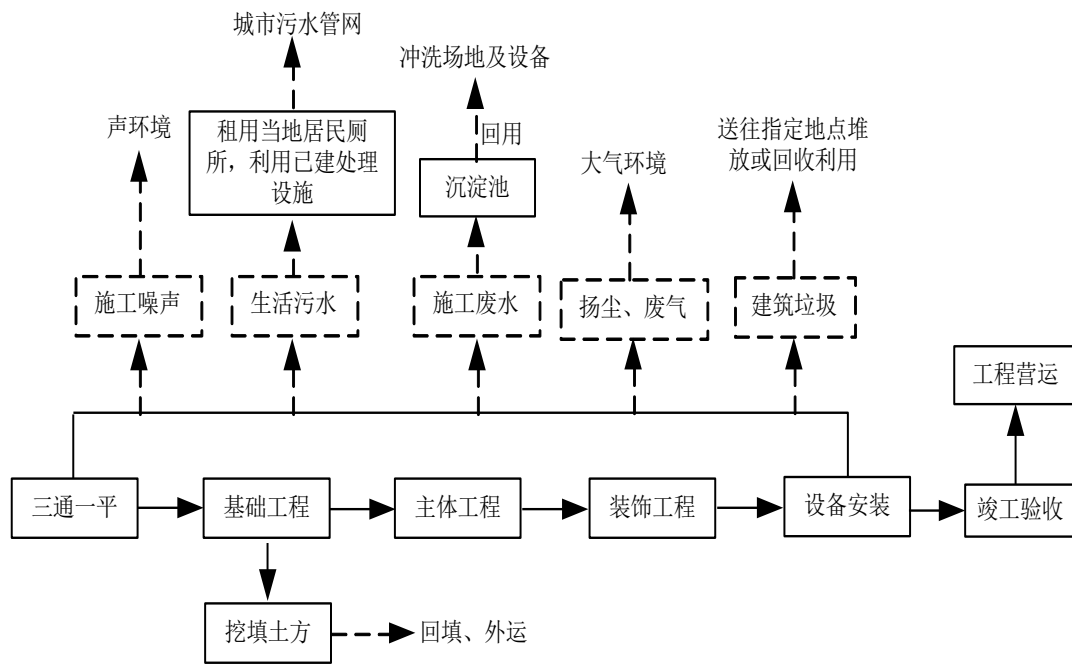 城市污水管网
冲洗场地及设备
声环境
租用当地居民厕
所，利用已建处理
设施
回用
沉淀池
大气环境
送往指定地点堆
放或回收利用
施工噪声
生活污水
施工废水
扬尘、废气
建筑垃圾
工程营运
三通一平
基础工程
主体工程
装饰工程
设备安装
竣工验收
挖填土方
回填、外运